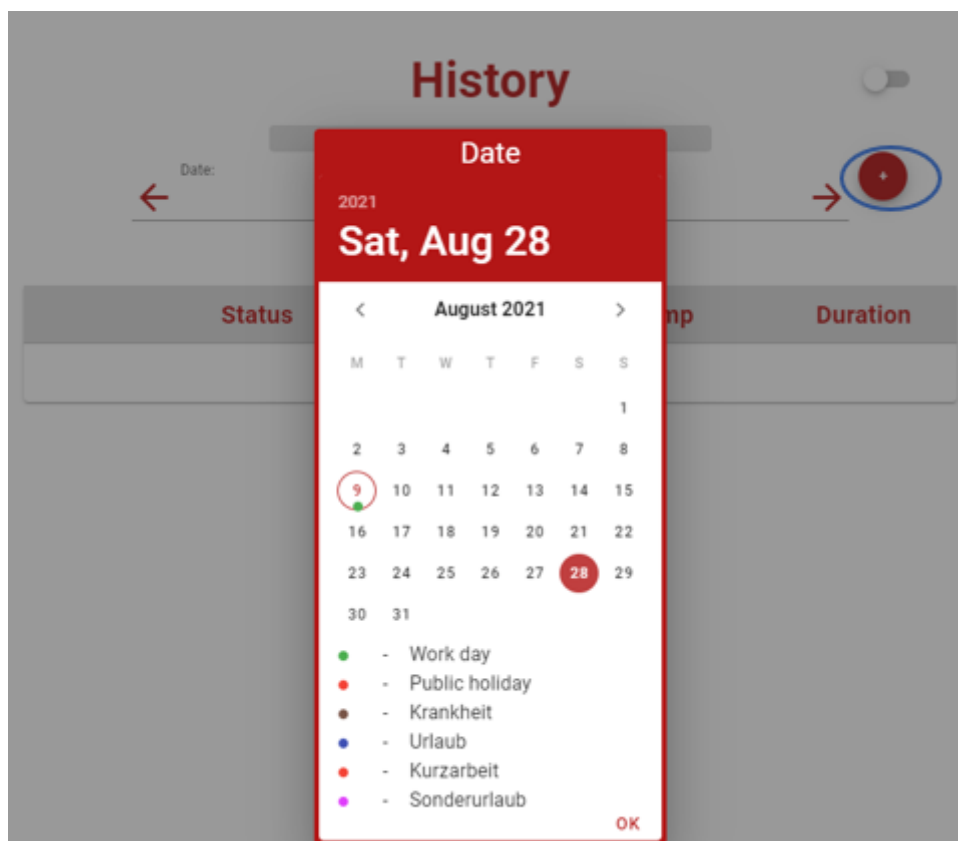 History
Date
Date:
+
2021
Sat, Aug 28
Status
mp
Duration
< August 2021 >
M T W T F S S
1
2 3 4 5 6 7 8
9 10 11 12 13 14 15
16 17 18 19 20 21 22
23 24 25 26 27 28 29
30 31
- Work day
- Public holiday
- Krankheit
- Urlaub
- Kurzarbeit
- Sonderurlaub
OK